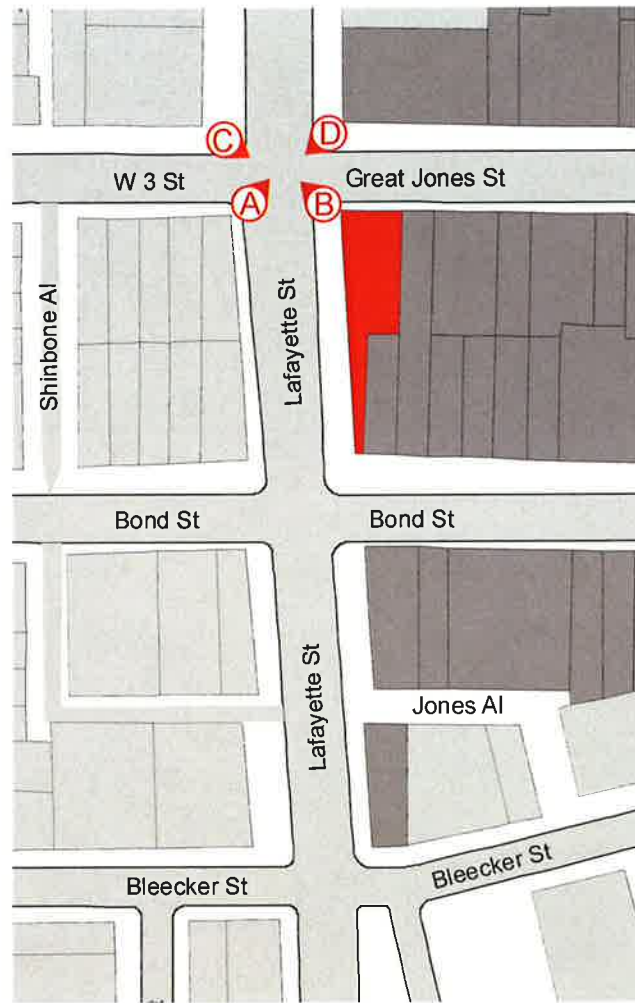 C
D
W 3 St
Great Jones St
A
B
Shinbone Al
Lafayette St
Bond St
Bond St
Lafayette St
Jones Al
Bleecker St
Bleecker St